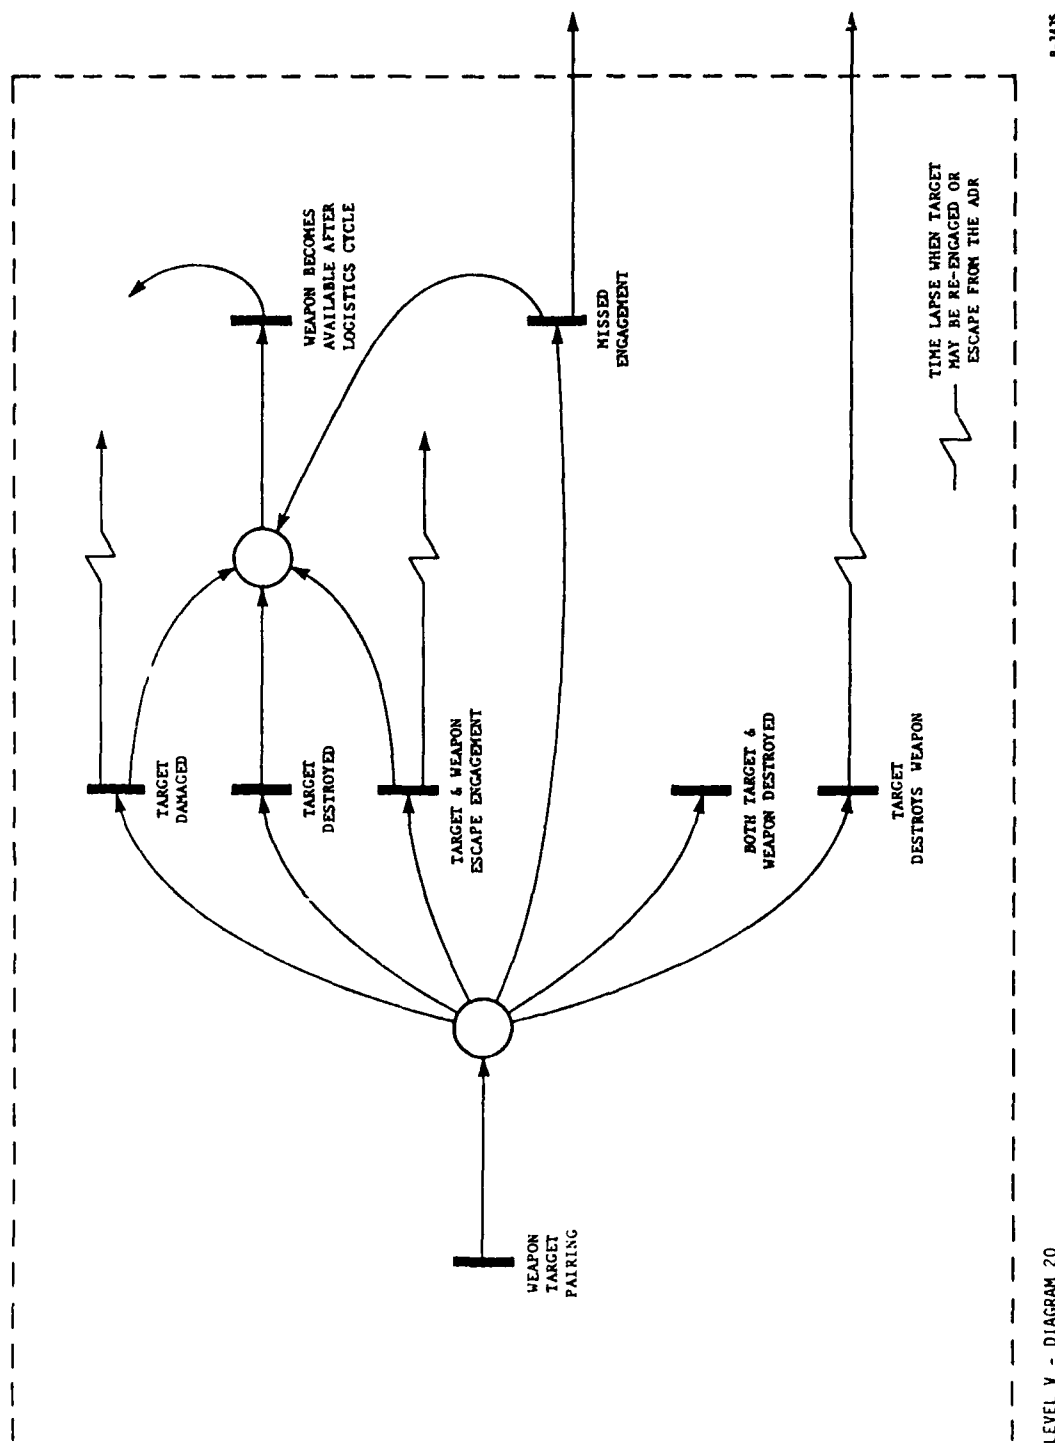 WEAPON
TARGET
PAIRING
TARGET
DAMAGED
TARGET
DESTROYED
TARGET & WEAPON
ESCAPE ENGAGEMENT
BOTH TARGET &
WEAPON DESTROYED
TARGET
DESTROYS WEAPON
WEAPON BECOMES
AVAILABLE AFTER
LOGISTICS CYCLE
MISSED
ENGAGEMENT
TIME LAPSE WHEN TARGET
MAY BE RE-ENGAGED OR
ESCAPE FROM THE ADR
LEVEL V - DIAGRAM 20